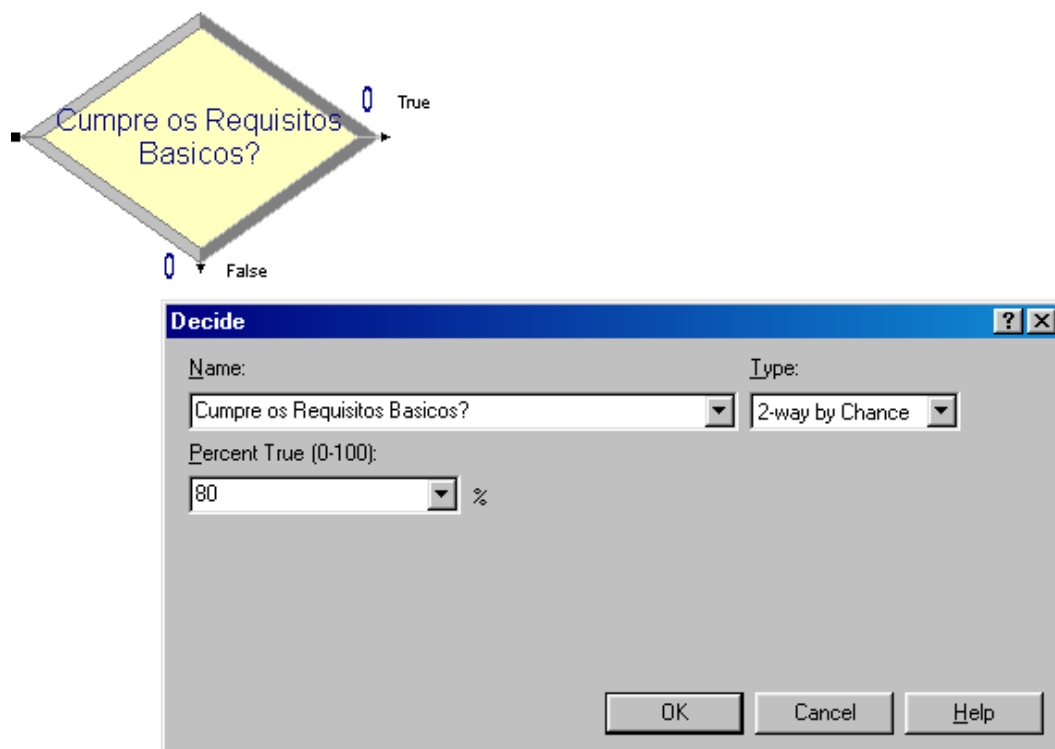 0 True
Cumpre os Requisitos
Basicos?
0 False
Decide
Name: Type:
Cumpre os Requisitos Basicos? 2-way by Chance
Percent True (0-100):
80 %
OK Cancel Help